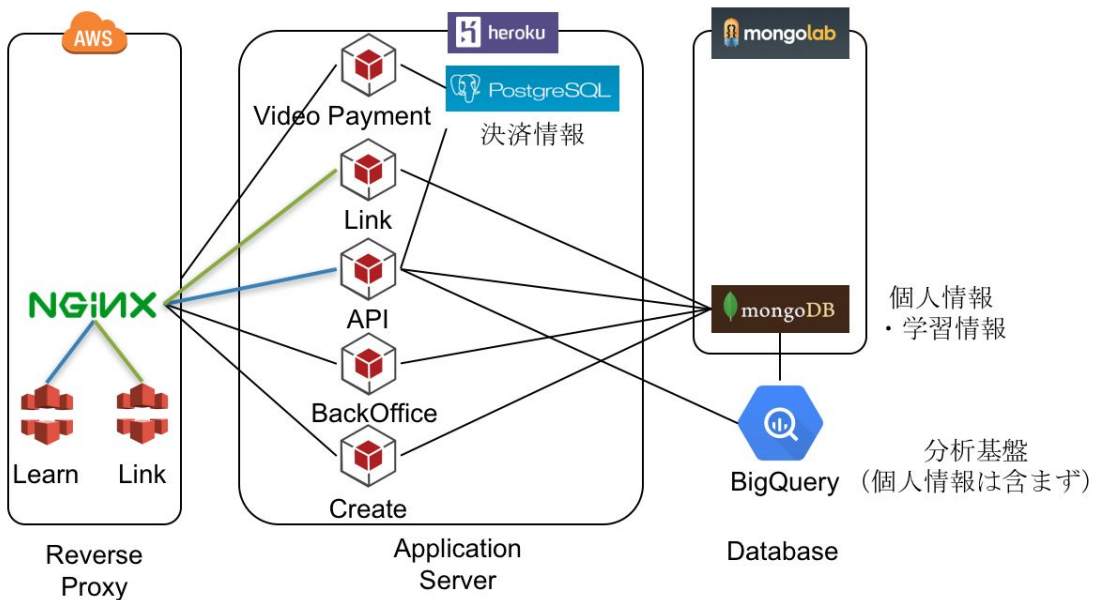 AWS
heroku
mongolab
PostgreSQL
Video Payment
決済情報
Link
NGiNX
API
mongoDB
個人情報
・学習情報
BackOffice
Learn
Link
BigQuery
分析基盤
(個人情報は含まず)
Create
Reverse
Proxy
Application
Server
Database